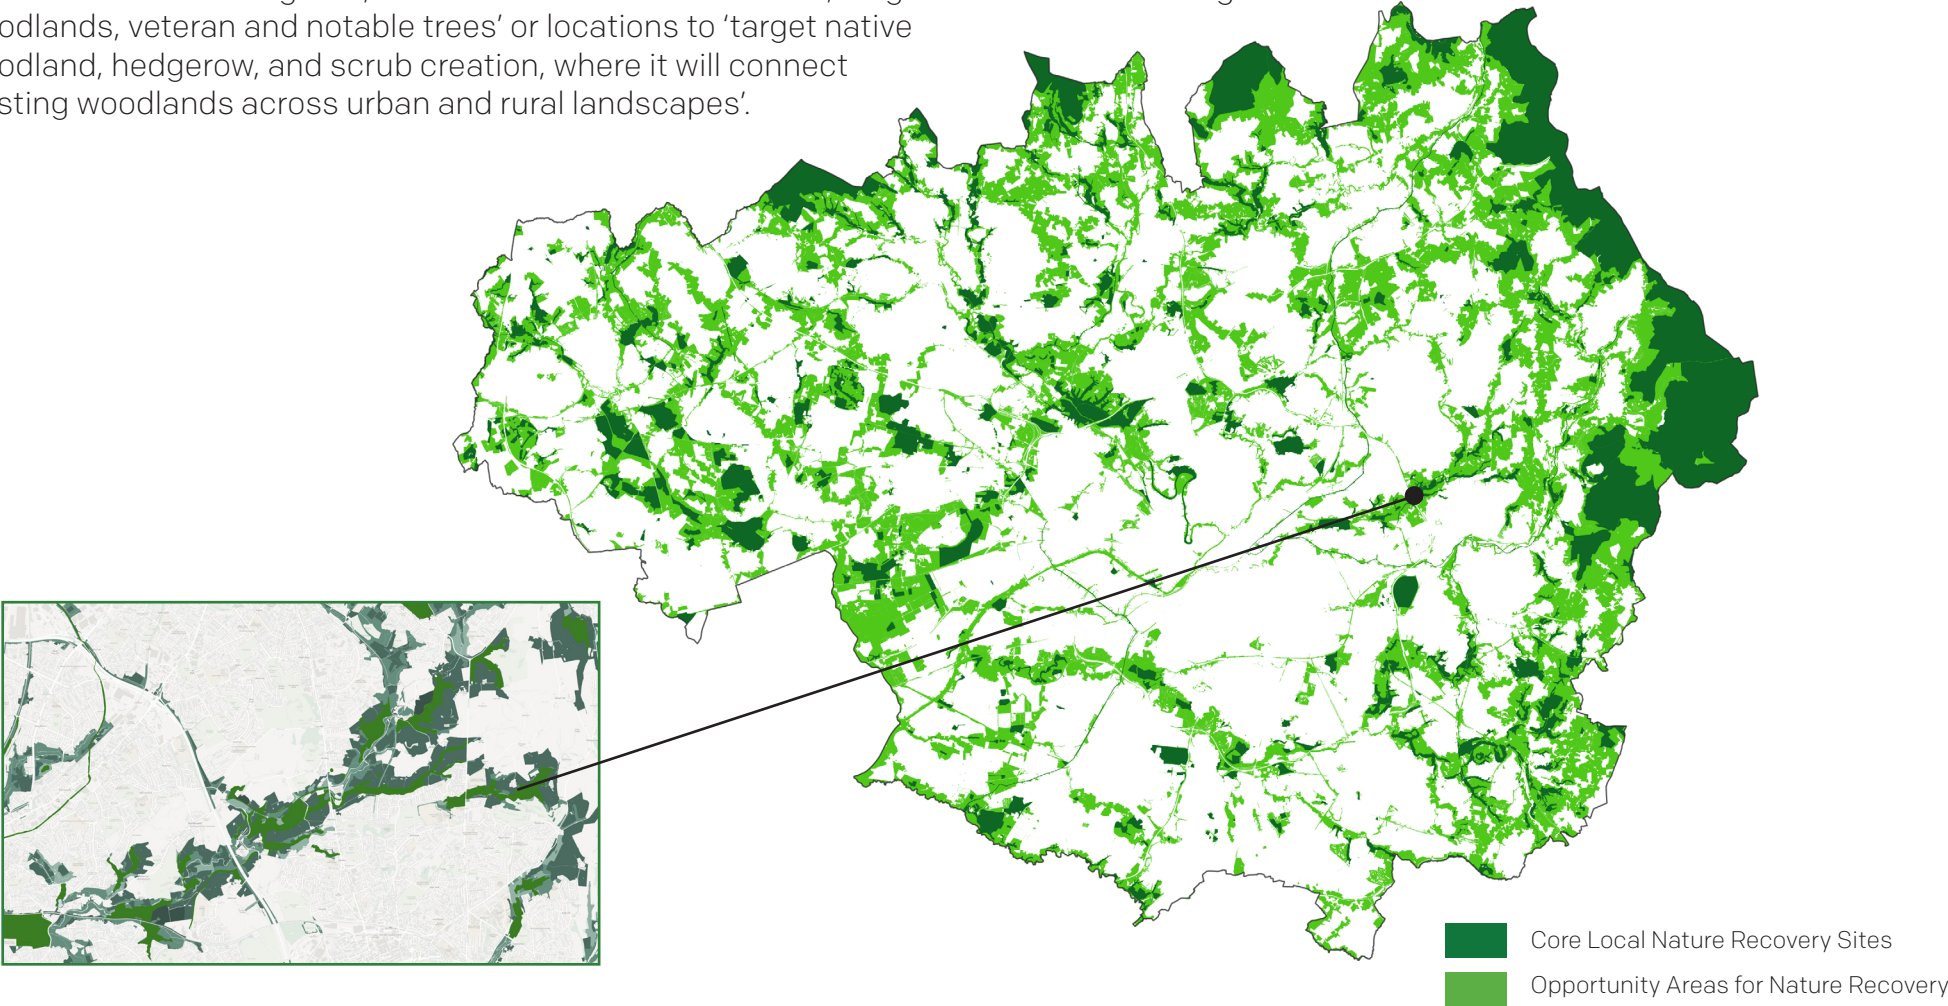 odlands, veteran and notable trees’ or locations to ‘target native
odland, hedgerow, and scrub creation, where it will connect
sting woodlands across urban and rural landscapes’.
Core Local Nature Recovery Sites
Opportunity Areas for Nature Recovery